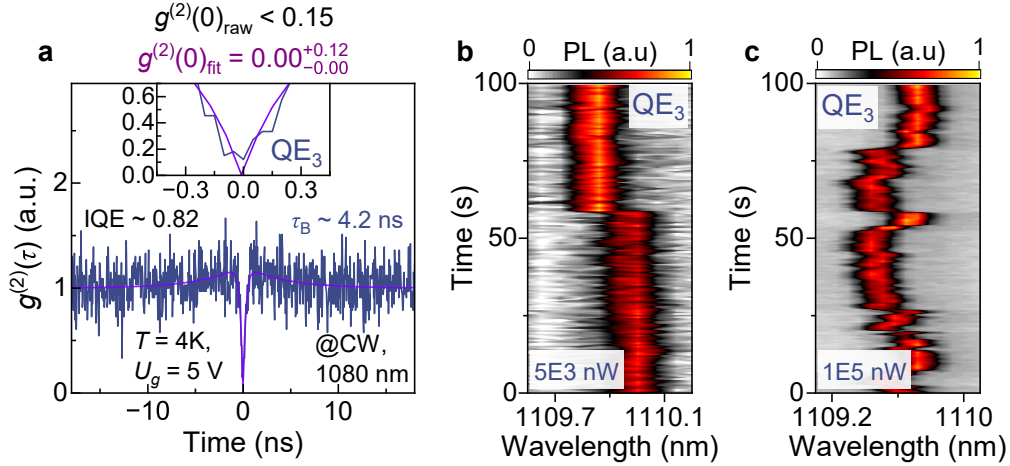 g(2)(0)raw < 0.15
a
g(2)(0)fit = 0.00+0.12−0.00
g(2)(τ) (a.u.)
0
1
2
0.6
0.4
0.2
0.0
−0.3
0.0
0.3
QE3
IQE ~ 0.82
τB ~ 4.2 ns
T = 4K,
Ug = 5 V
@CW,
1080 nm
−10
0
10
Time (ns)
b
0
PL (a.u)
1
QE3
100
50
0
Time (s)
5E3 nW
1109.7
1110.1
Wavelength (nm)
c
0
PL (a.u)
1
QE3
100
50
0
Time (s)
1E5 nW
1109.2
1110
Wavelength (nm)